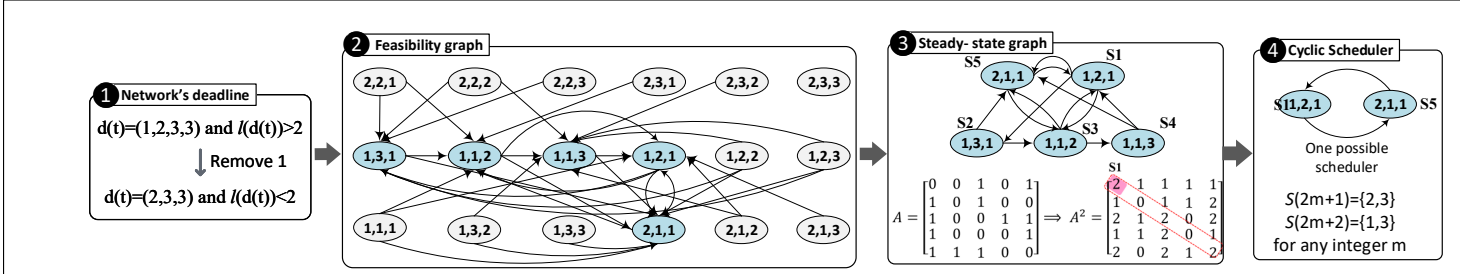 1 Network's deadline
d(t)=(1,2,3,3) and l(d(t))>2
Remove 1
d(t)=(2,3,3) and l(d(t))<2
2 Feasibility graph
2,2,1 2,2,2 2,2,3 2,3,1 2,3,2 2,3,3
1,3,1 1,1,2 1,1,3 1,2,1 1,2,2 1,2,3
1,1,1 1,3,2 1,3,3 2,1,1 2,1,2 2,1,3
3 Steady- state graph
S5 S1
2,1,1 1,2,1
S2 S3 S4
1,3,1 1,1,2 1,1,3
S1
A = [0 0 1 0 1 ⟹ A² = [2 1 1 1 1
1 0 1 0 0 1 0 1 1 2
1 0 0 1 1 2 1 2 0 2
1 0 0 0 1 1 1 2 0 1
1 1 1 0 0] 2 0 2 1 2]
4 Cyclic Scheduler
S1 1,2,1 2,1,1 S5
One possible
scheduler
S(2m+1)={2,3}
S(2m+2)={1,3}
for any integer m